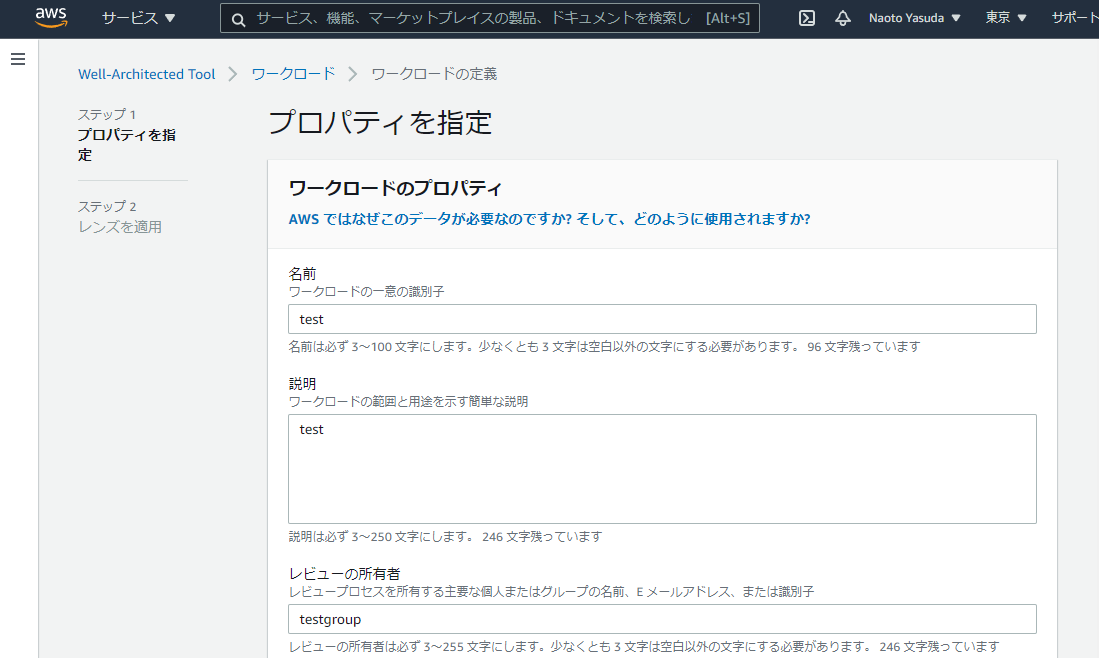 aws サービス ▼ サービス、機能、マーケットプレイスの製品、ドキュメントを検索し [Alt+S] Naoto Yasuda ▼ 東京 ▼ サポート
Well-Architected Tool > ワークロード > ワークロードの定義
ステップ 1
プロパティを指
定
ステップ 2
レンズを適用
プロパティを指定
ワークロードのプロパティ
AWS ではなぜこのデータが必要なのですか? そして、どのように使用されますか?
名前
ワークロードの一意の識別子
test
名前は必ず 3～100 文字にします。少なくとも 3 文字は空白以外の文字にする必要があります。 96 文字残っています
説明
ワークロードの範囲と用途を示す簡単な説明
test
説明は必ず 3～250 文字にします。 246 文字残っています
レビューの所有者
レビュープロセスを所有する主要な個人またはグループの名前、E メールアドレス、または識別子
testgroup
レビューの所有者は必ず 3～255 文字にします。少なくとも 3 文字は空白以外の文字にする必要があります。 246 文字残っています